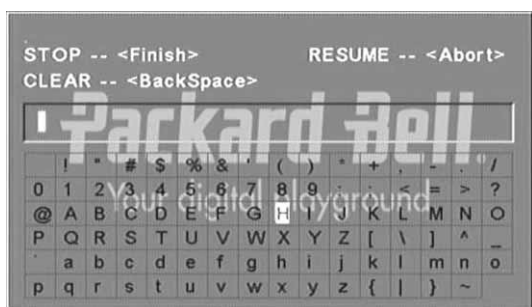 STOP -- <Finish> RESUME -- <Abort>
CLEAR -- <BackSpace>
Packard Bell.
Your digital playground
! " # $ % & ' ( ) * + , - . /
0 1 2 3 4 5 6 7 8 9 : ; < = > ?
@ A B C D E F G H I J K L M N O
P Q R S T U V W X Y Z [ \ ] ^ _
` a b c d e f g h i j k l m n o
p q r s t u v w x y z { | } ~